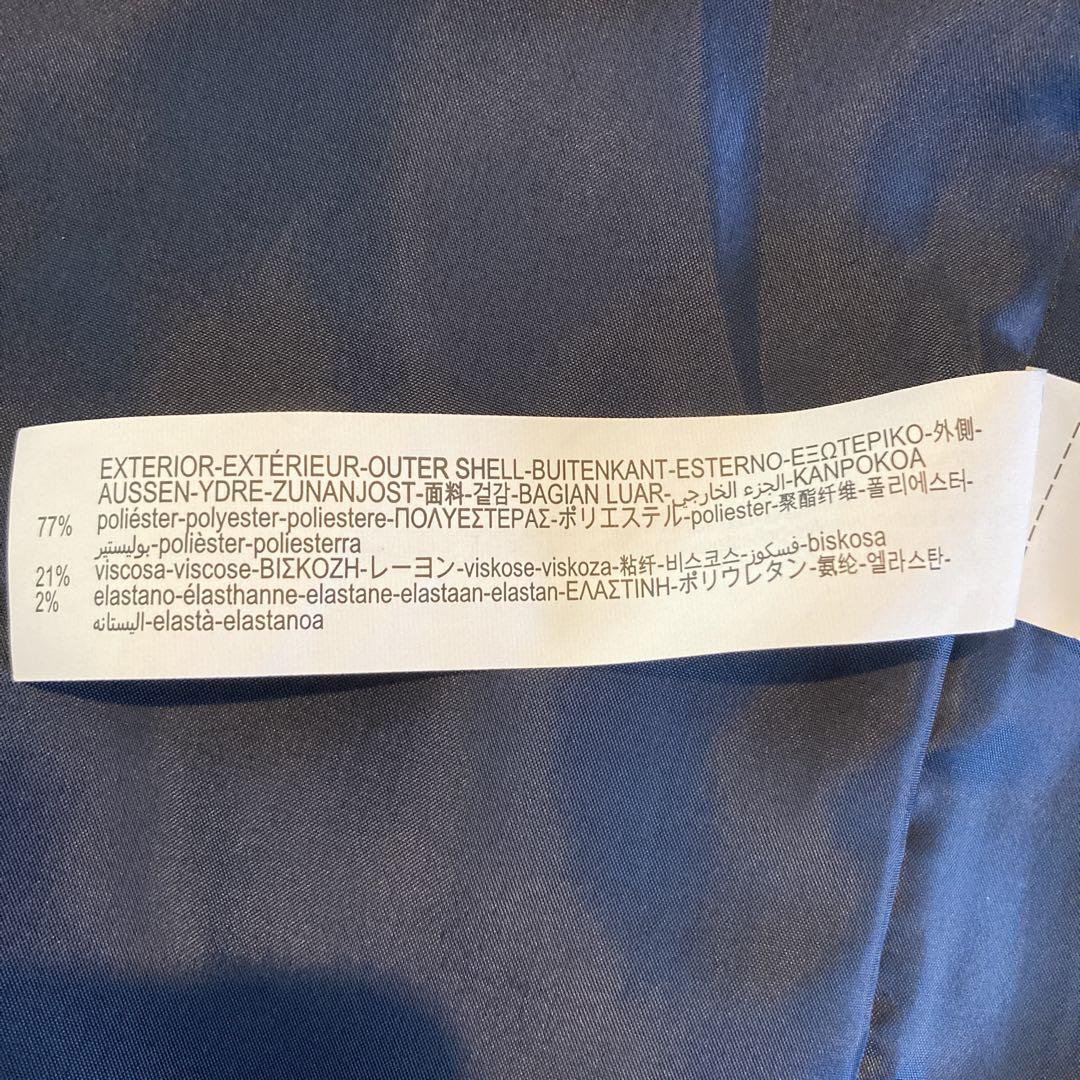 EXTERIOR-EXTÉRIEUR-OUTER SHELL-BUITENKANT-ESTERNO-ΕΞΩΤΕΡΙΚΟ-外側-
AUSSEN-YDRE-ZUNANJOST-面料-겉감-BAGIAN LUAR-الجزء الخارجي-KANPOKOA
77% poliéster-polyester-poliestere-ΠΟΛΥΕΣΤΕΡΑΣ-ポリエステル-poliester-聚酯纤维-폴리에스터-
بوليستير-polièster-poliesterra
21% viscosa-viscose-ΒΙΣΚΟΖΗ-レーヨン-viskose-viskoza-粘纤-비스코스-فسكوز-biskosa
2% elastano-élasthanne-elastane-elastaan-elastan-ΕΛΑΣΤΙΝΗ-ポリウレタン-氨纶-엘라스탄-
اليستانه-elastà-elastanoa